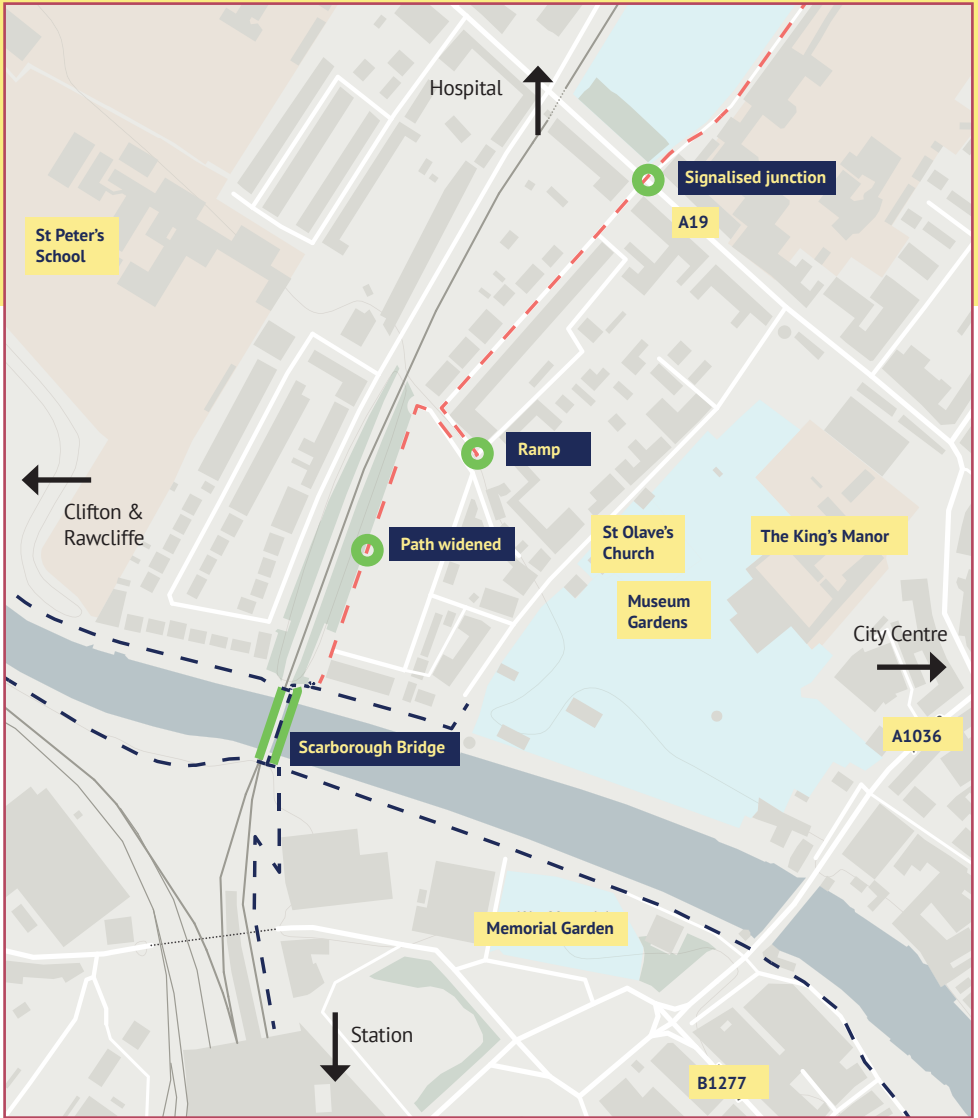 Hospital
Signalised junction
A19
St Peter's
School
Ramp
Clifton &
Rawcliffe
Path widened
St Olave's
Church
The King's Manor
Museum
Gardens
City Centre
A1036
Scarborough Bridge
Memorial Garden
Station
B1277